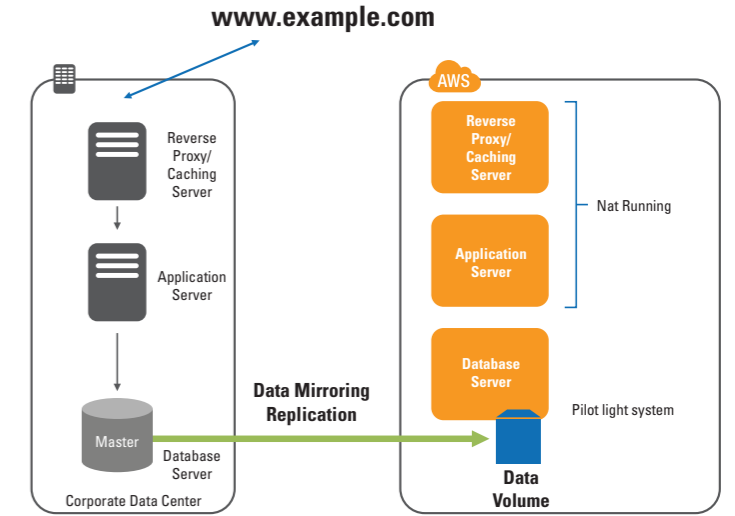 www.example.com
Reverse
Proxy/
Caching
Server
Application
Server
Master
Database
Server
Corporate Data Center
Data Mirroring
Replication
AWS
Reverse
Proxy/
Caching
Server
Application
Server
Nat Running
Database
Server
Pilot light system
Data
Volume